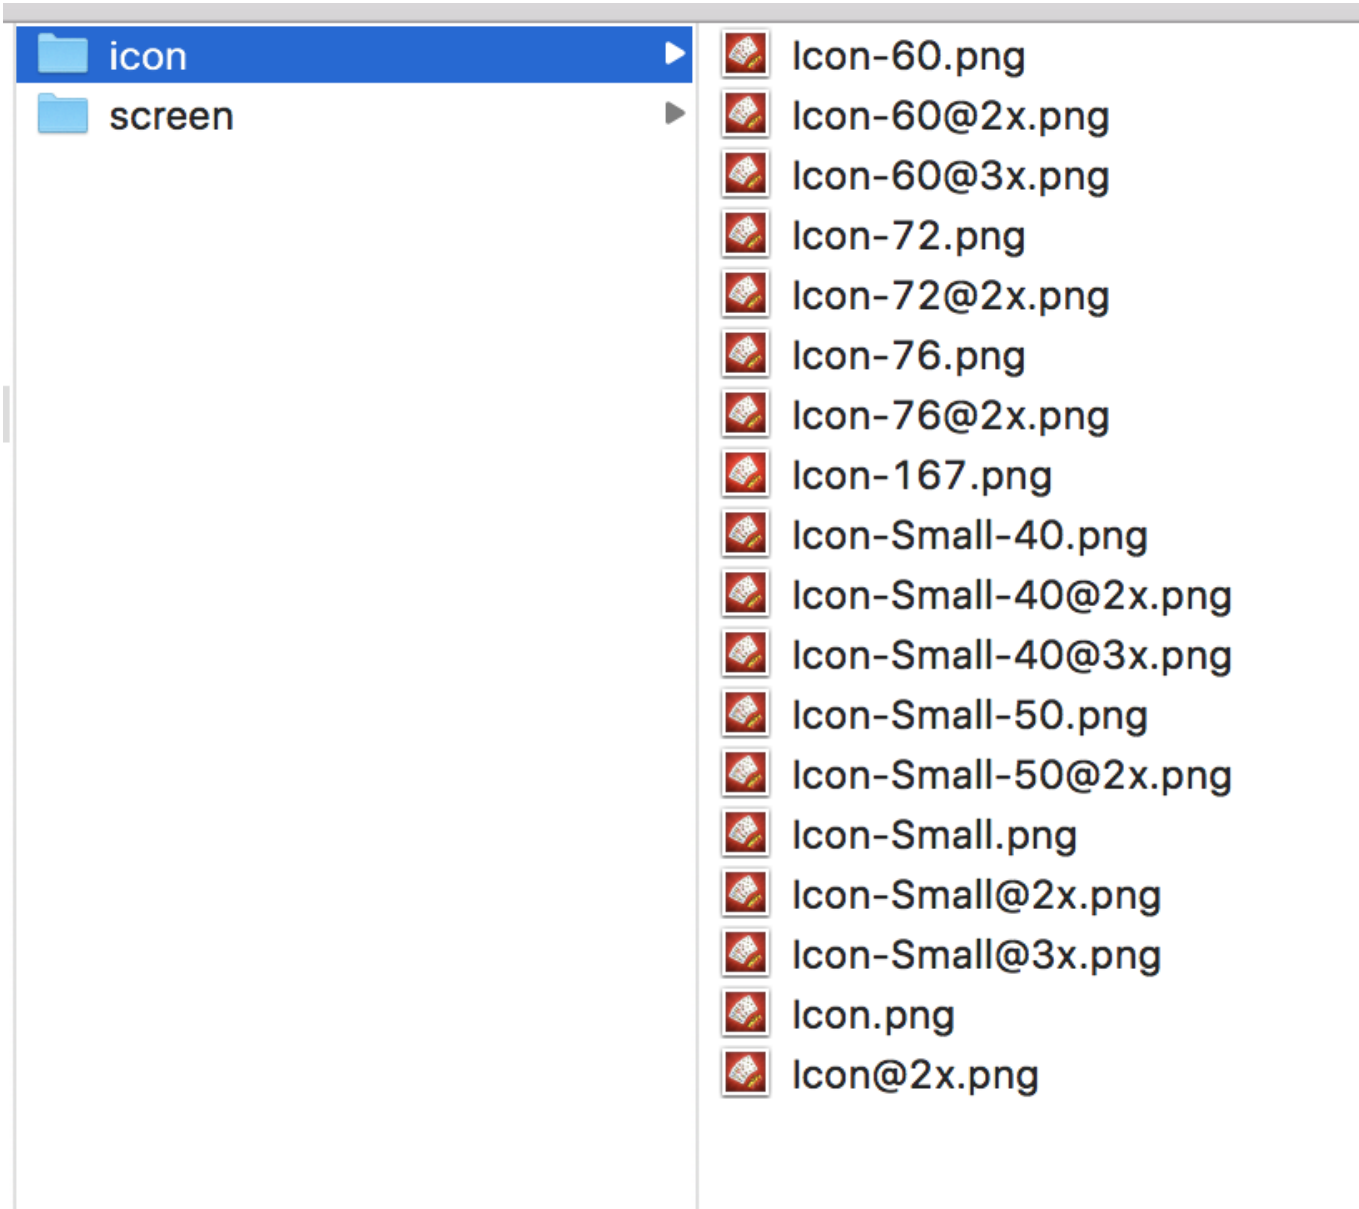 icon
screen
Icon-60.png
Icon-60@2x.png
Icon-60@3x.png
Icon-72.png
Icon-72@2x.png
Icon-76.png
Icon-76@2x.png
Icon-167.png
Icon-Small-40.png
Icon-Small-40@2x.png
Icon-Small-40@3x.png
Icon-Small-50.png
Icon-Small-50@2x.png
Icon-Small.png
Icon-Small@2x.png
Icon-Small@3x.png
Icon.png
Icon@2x.png